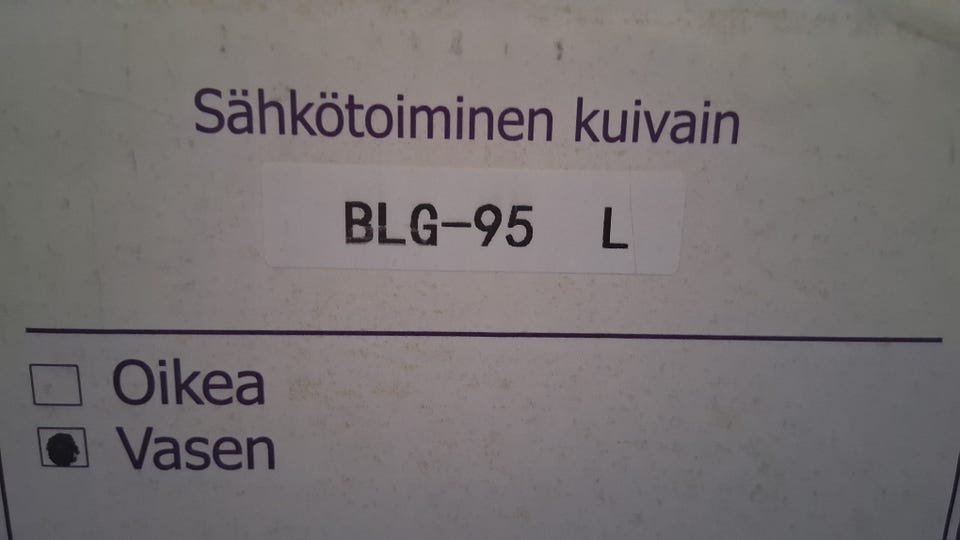 Sähkötoiminen kuivain
BLG-95 L
Oikea
Vasen